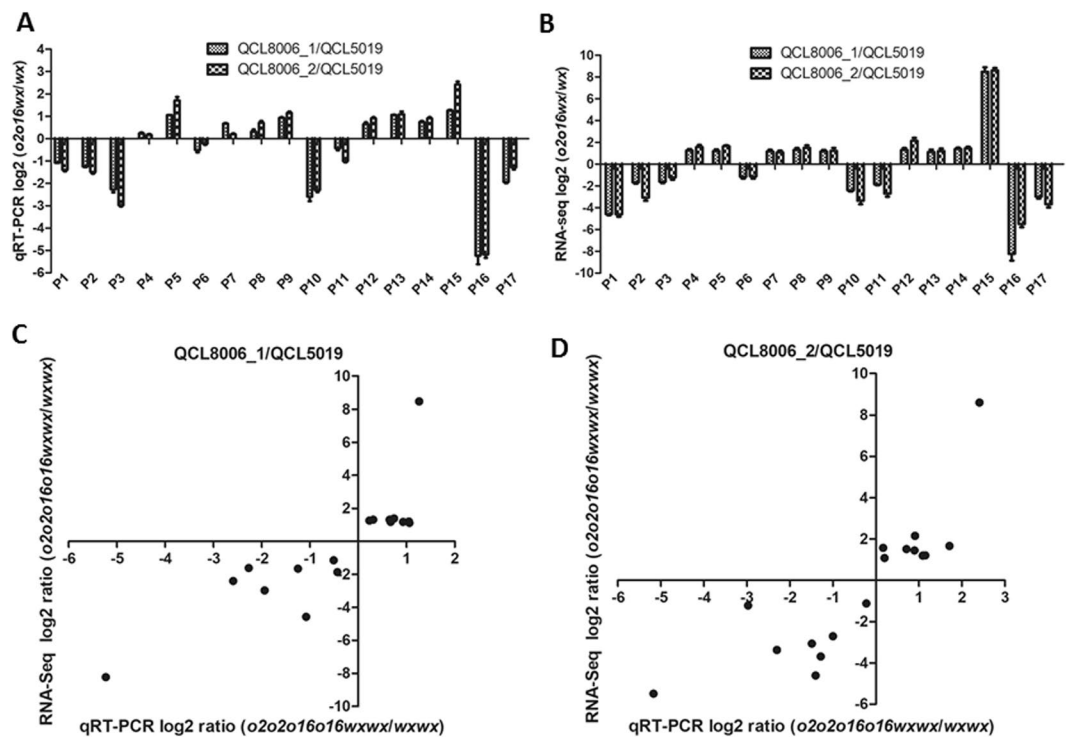 A
QCL8006_1/QCL5019
QCL8006_2/QCL5019
qRT-PCR log2 (o2o16wx/wx)
4
3
2
1
0
-1
-2
-3
-4
-5
-6
P1 P2 P3 P4 P5 P6 P7 P8 P9 P10 P11 P12 P13 P14 P15 P16 P17
B
QCL8006_1/QCL5019
QCL8006_2/QCL5019
RNA-seq log2 (o2o16wx/wx)
10
8
6
4
2
0
-2
-4
-6
-8
-10
P1 P2 P3 P4 P5 P6 P7 P8 P9 P10 P11 P12 P13 P14 P15 P16 P17
C
QCL8006_1/QCL5019
RNA-Seq log2 ratio (o2o2o16o16wxwx/wxwx)
10
8
6
4
2
-6 -5 -4 -3 -2 -1 0 1 2
-2
-4
-6
-8
-10
qRT-PCR log2 ratio (o2o2o16o16wxwx/wxwx)
D
QCL8006_2/QCL5019
RNA-Seq log2 ratio (o2o2o16o16wxwx/wxwx)
10
8
6
4
2
-6 -5 -4 -3 -2 -1 0 1 2 3
-2
-4
-6
qRT-PCR log2 ratio (o2o2o16o16wxwx/wxwx)